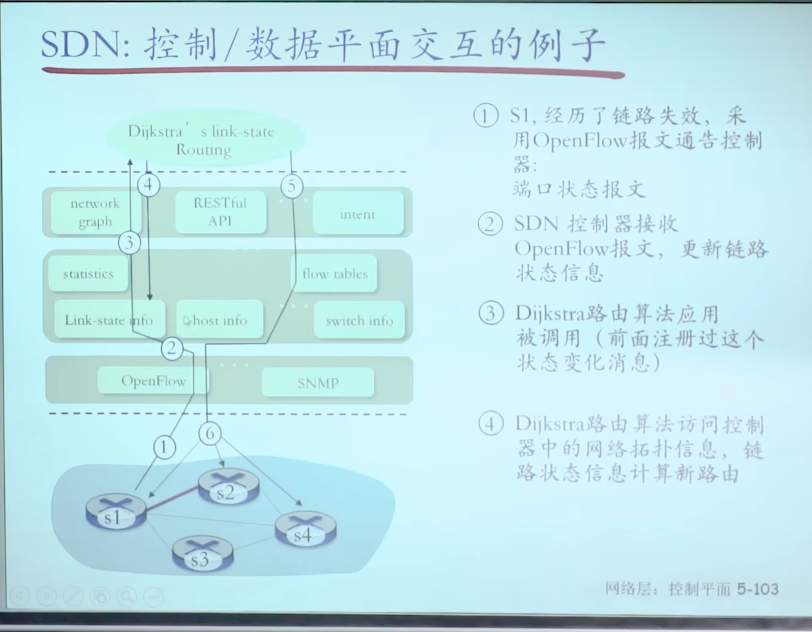 SDN: 控制/数据平面交互的例子
Dijkstra's link-state
Routing
4
5
network
graph
RESTful
API
intent
3
statistics
flow tables
Link-state info
host info
switch info
2
OpenFlow
SNMP
1
6
s1
s2
s3
s4
① S1, 经历了链路失效，采
用OpenFlow报文通告控制
器:
端口状态报文
② SDN 控制器接收
OpenFlow报文，更新链路
状态信息
③ Dijkstra路由算法应用
被调用（前面注册过这个
状态变化消息）
④ Dijkstra路由算法访问控制
器中的网络拓扑信息，链
路状态信息计算新路由
网络层：控制平面 5-103